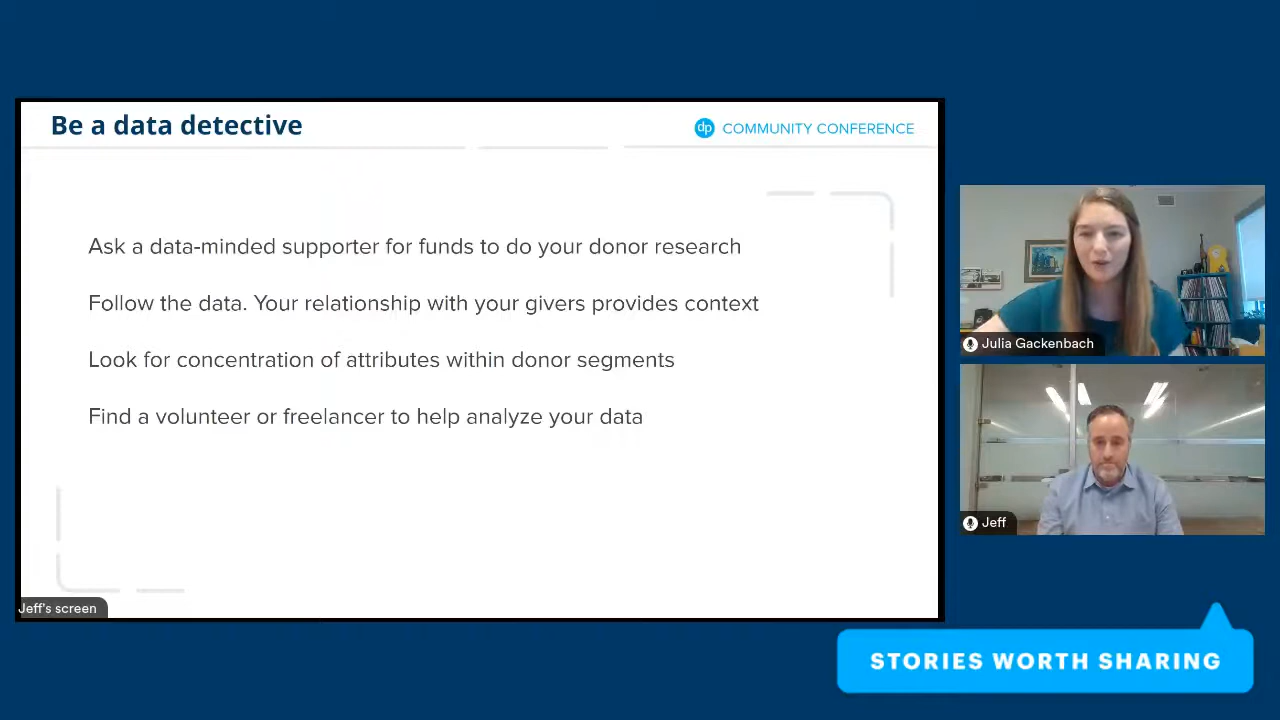 Be a data detective
dp COMMUNITY CONFERENCE
Ask a data-minded supporter for funds to do your donor research
Follow the data. Your relationship with your givers provides context
Look for concentration of attributes within donor segments
Find a volunteer or freelancer to help analyze your data
Jeff's screen
Julia Gackenbach
Jeff
STORIES WORTH SHARING